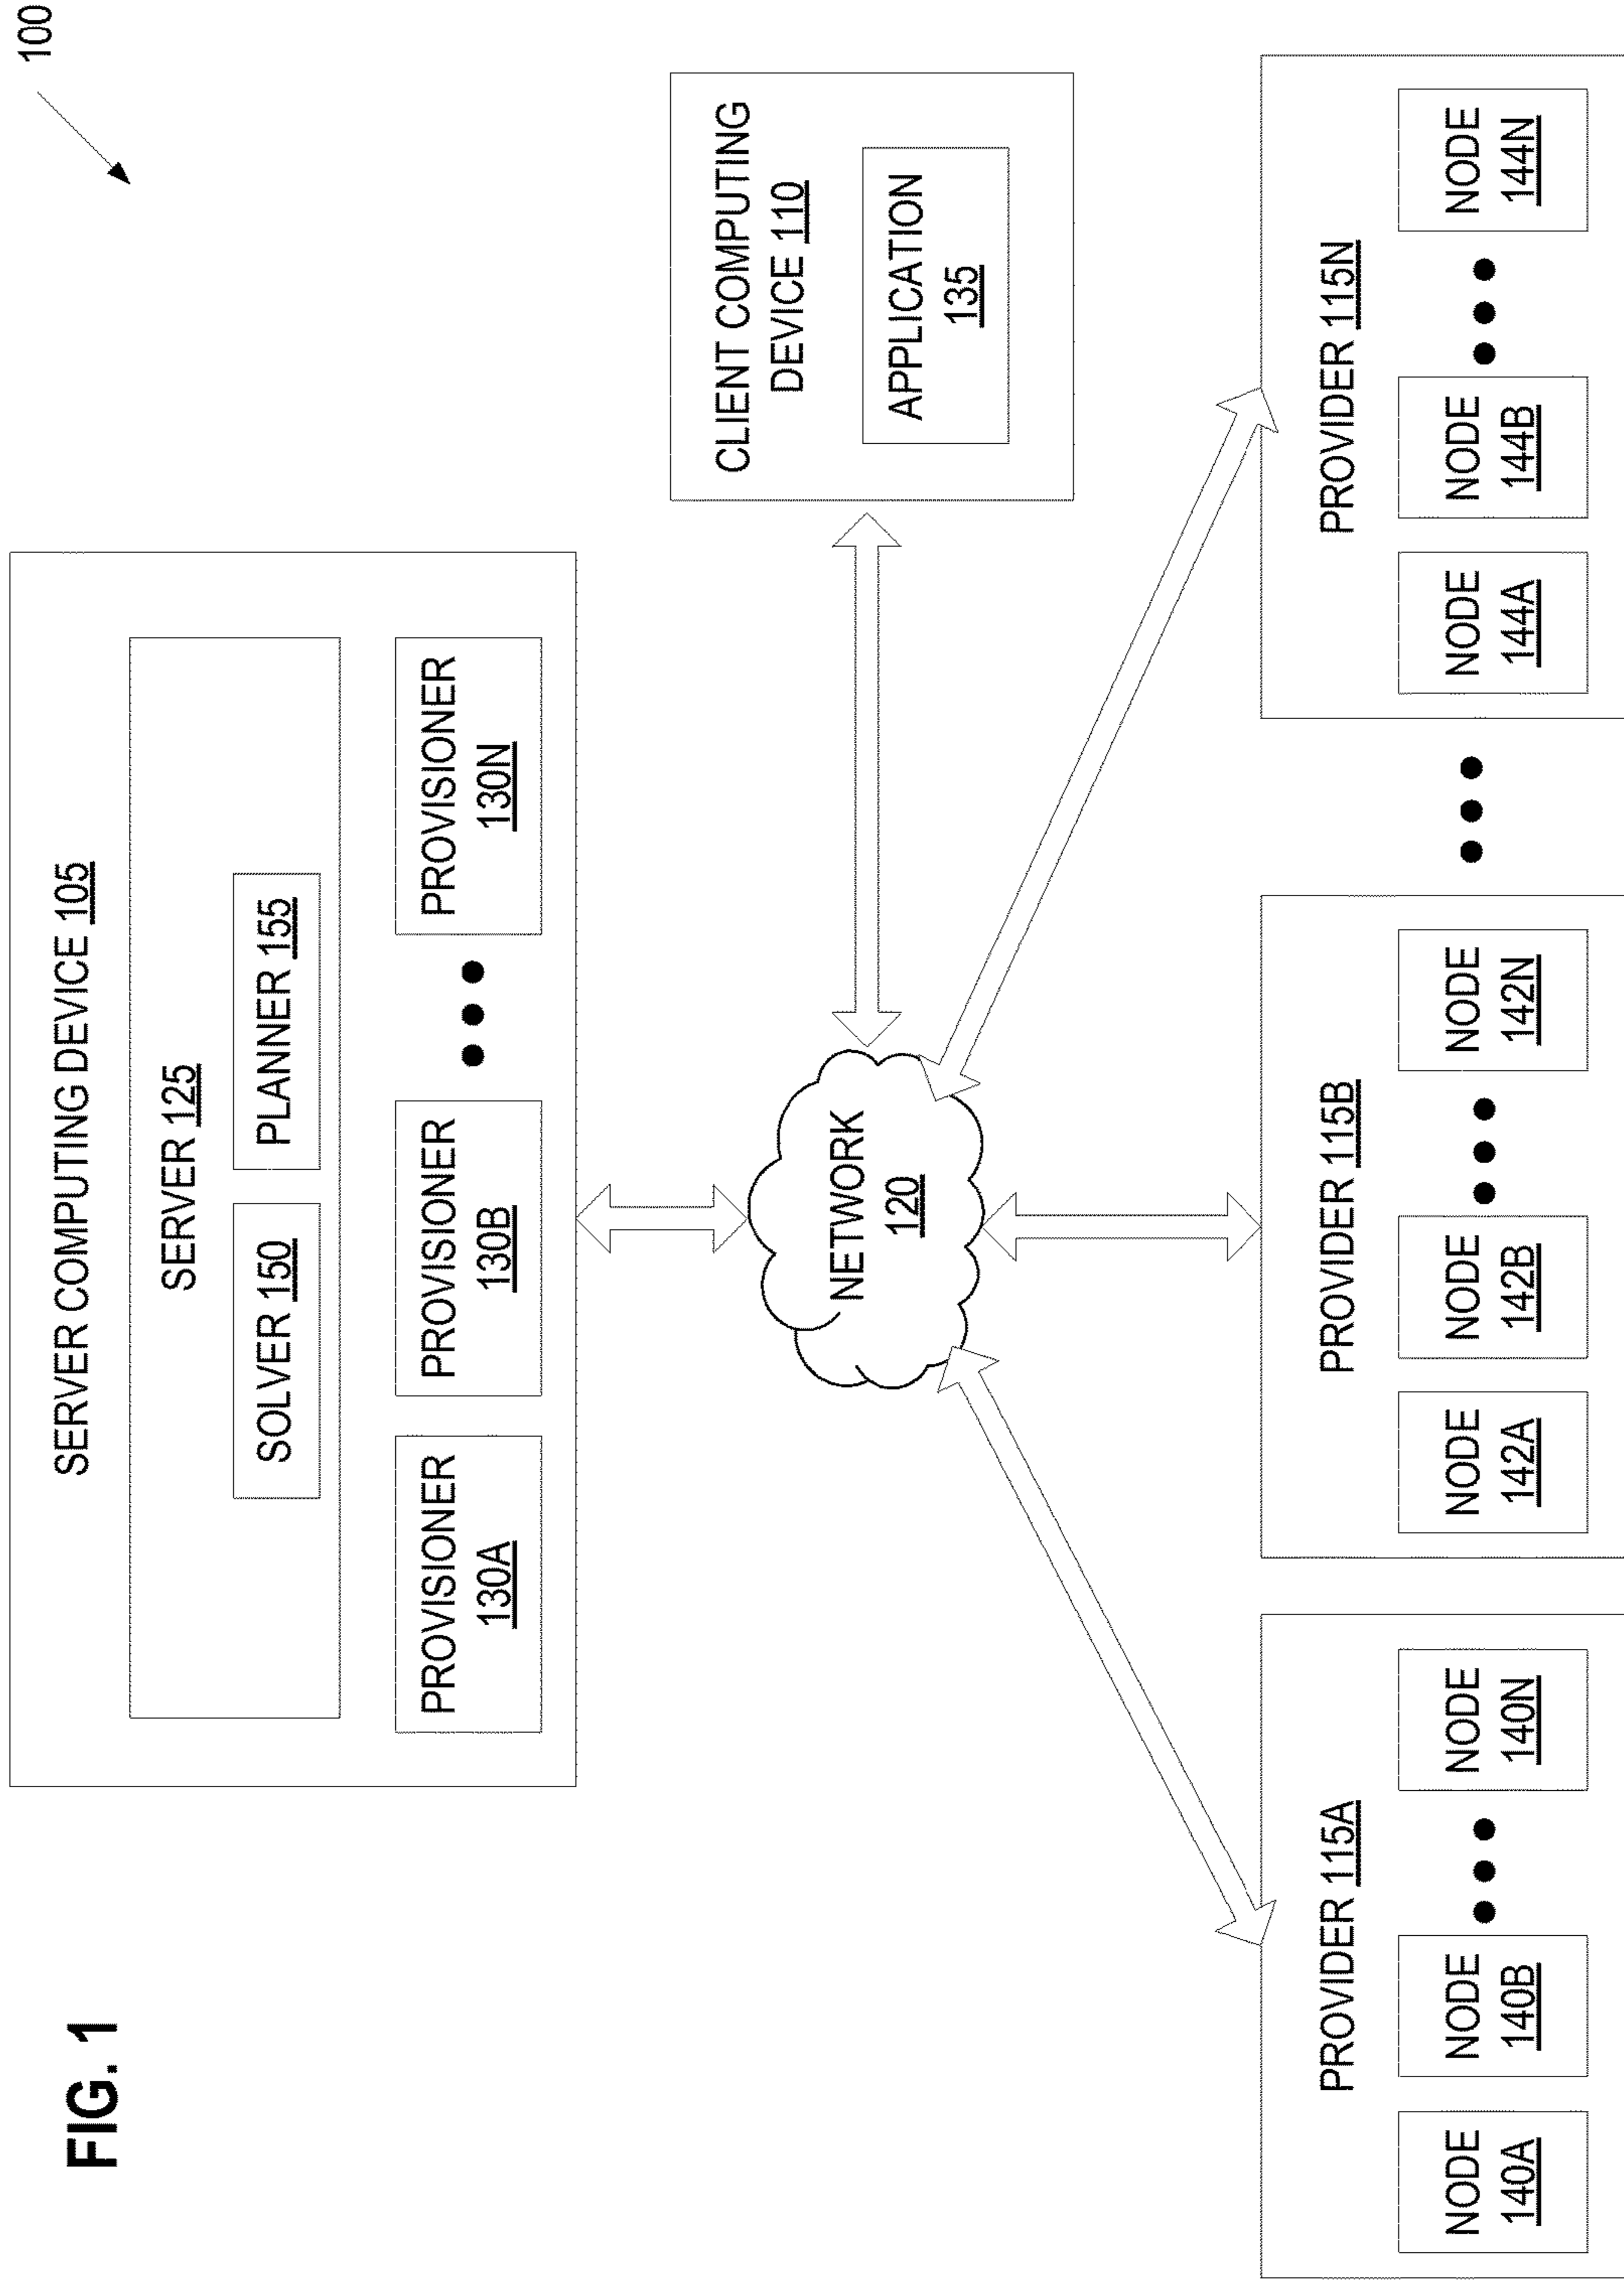 FIG. 1
100
SERVER COMPUTING DEVICE 105
SERVER 125
SOLVER 150
PLANNER 155
PROVISIONER
130A
PROVISIONER
130B
PROVISIONER
130N
NETWORK
120
CLIENT COMPUTING
DEVICE 110
APPLICATION
135
PROVIDER 115A
NODE
140A
NODE
140B
NODE
140N
PROVIDER 115B
NODE
142A
NODE
142B
NODE
142N
PROVIDER 115N
NODE
144A
NODE
144B
NODE
144N